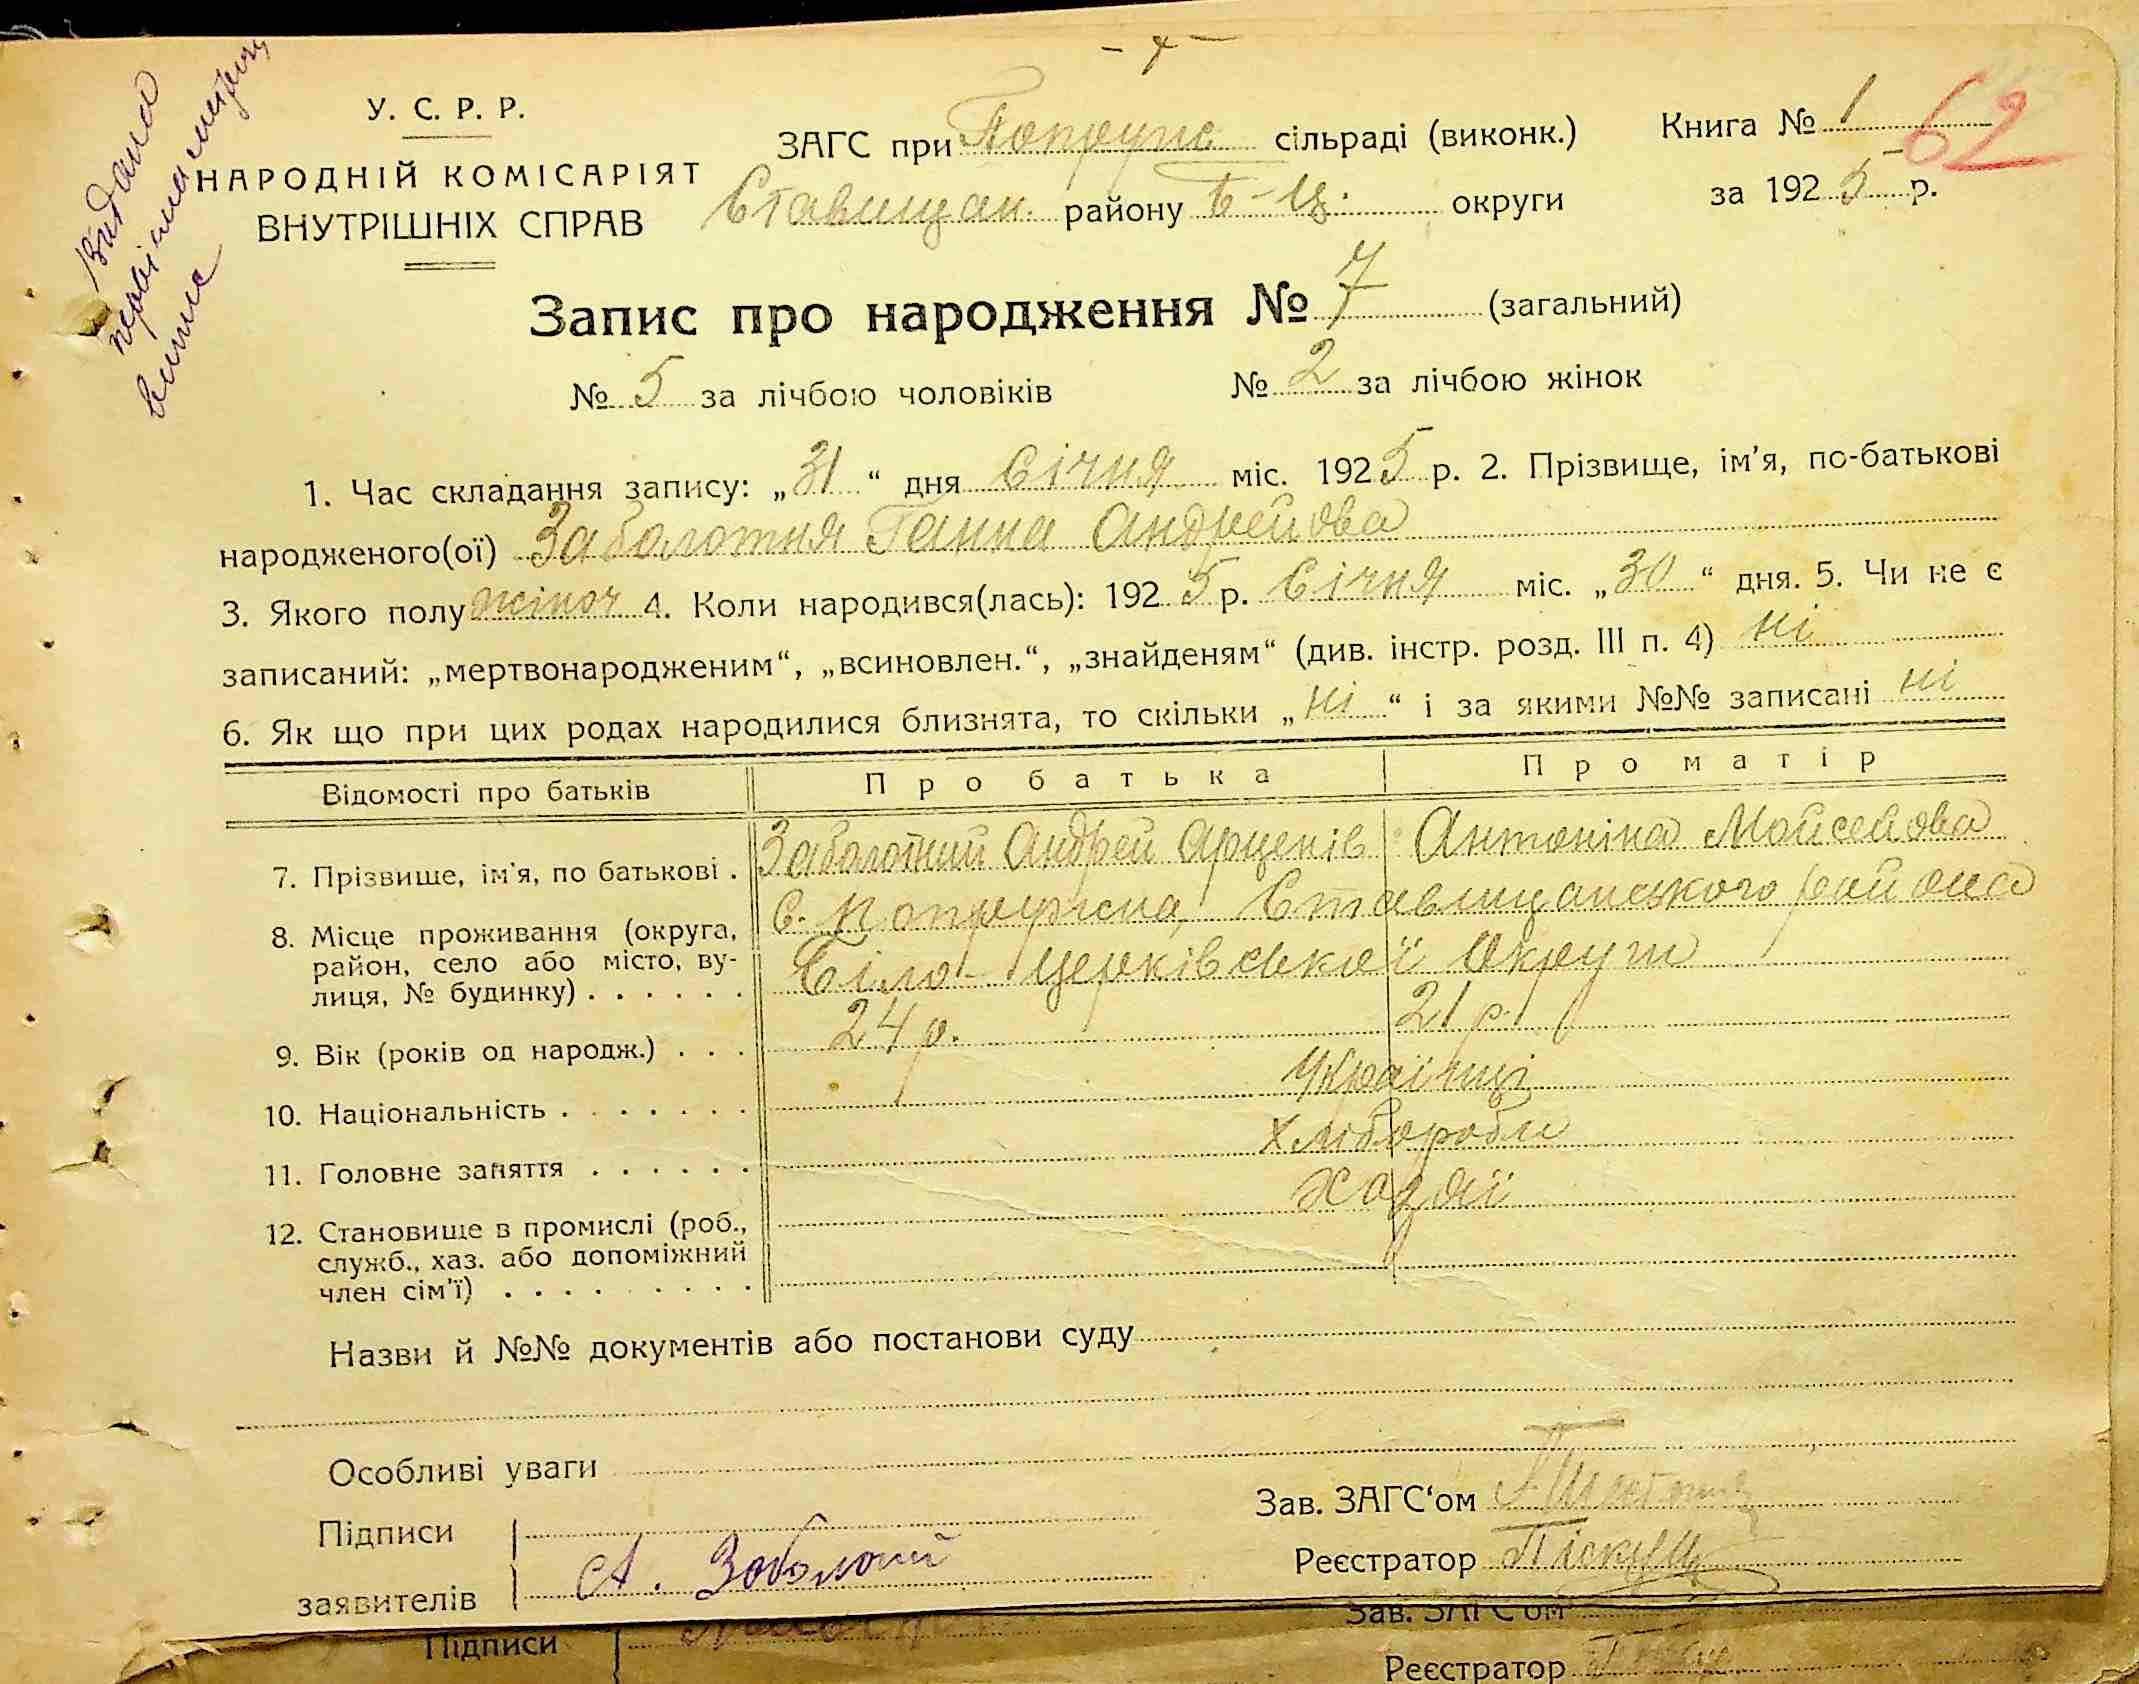 - 7 -
Видано
первісна
виписка
У. С. Р. Р.
НАРОДНІЙ КОМІСАРІЯТ
ВНУТРІШНІХ СПРАВ
ЗАГС при Попруж. сільраді (виконк.)
Ставищан. району Б-Ц. округи
Книга № 1 62
за 1925 р.
Запис про народження № 7 (загальний)
№ 5 за лічбою чоловіків № 2 за лічбою жінок
1. Час складання запису: „31“ дня Січня міс. 1925 р. 2. Прізвище, ім'я, по-батькові
народженого(ої) Заболотня Ганна Андрейова
3. Якого полу жіноч 4. Коли народився(лась): 1925 р. Січня міс. „30“ дня. 5. Чи не є
записаний: „мертвонародженим“, „всиновлен.“, „знайденям“ (див. інстр. розд. III п. 4) ні
6. Як що при цих родах народилися близнята, то скільки „ні“ і за якими №№ записані ні
Відомості про батьків Про батька Про матір
7. Прізвище, ім'я, по батькові . Заболотний Андрей Арценів Антоніна Мойсейова
8. Місце проживання (округа, район, село або місто, вулиця, № будинку) . . . . . . с. Попружна, Ставищанського района
Біло-Церківської Округи
9. Вік (років од народж.) . . . 24 р. 21 р.
10. Національність . . . . . . . Українці
11. Головне заняття . . . . . . Хлібороби
12. Становище в промислі (роб., служб., хаз. або допоміжний член сім'ї) . . . . . . . . . Хазяї
Назви й №№ документів або постанови суду
Особливі уваги
Підписи
заявителів А. Заболотний
Зав. ЗАГС'ом
Реєстратор Піскун
Підписи
Зав. ЗАГС'ом
Реєстратор